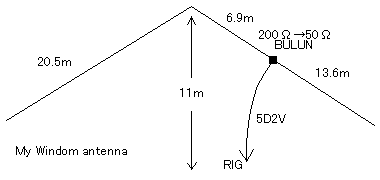 6.9m
200Ω→50Ω
BULUN
20.5m
13.6m
11m
5D2V
My Windom antenna
RIG